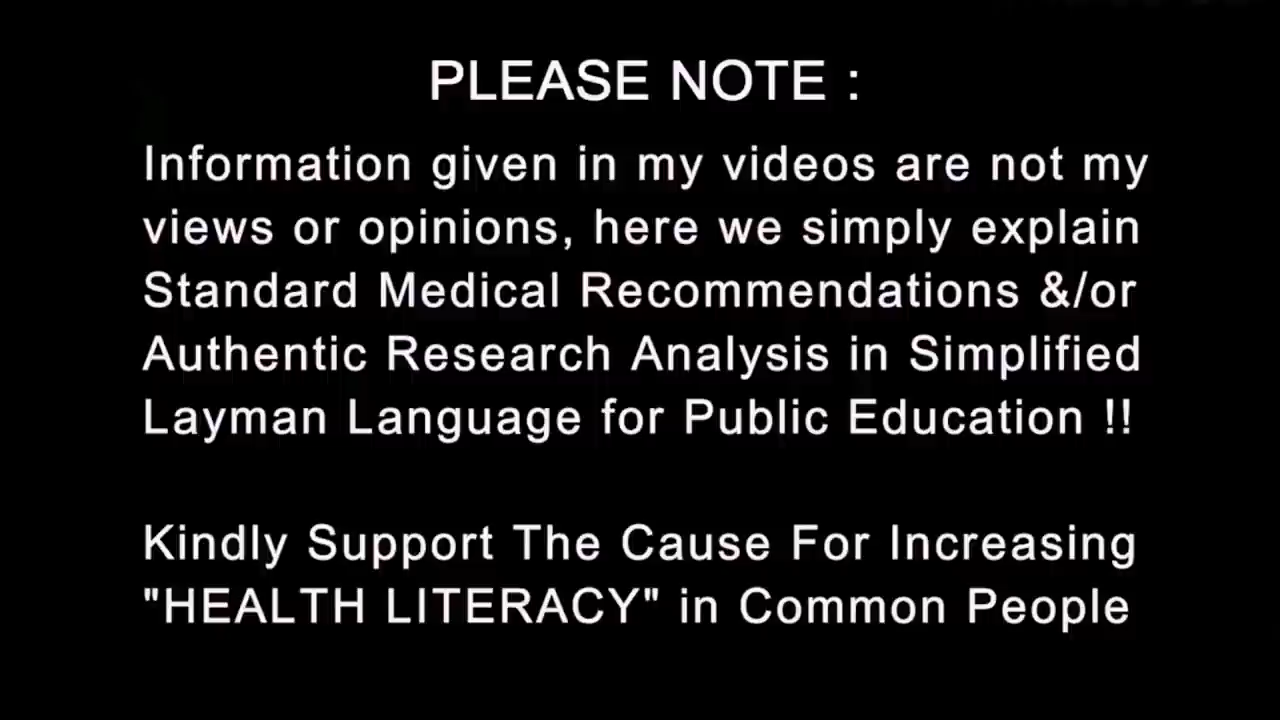 PLEASE NOTE :
Information given in my videos are not my
views or opinions, here we simply explain
Standard Medical Recommendations &/or
Authentic Research Analysis in Simplified
Layman Language for Public Education !!
Kindly Support The Cause For Increasing
"HEALTH LITERACY" in Common People